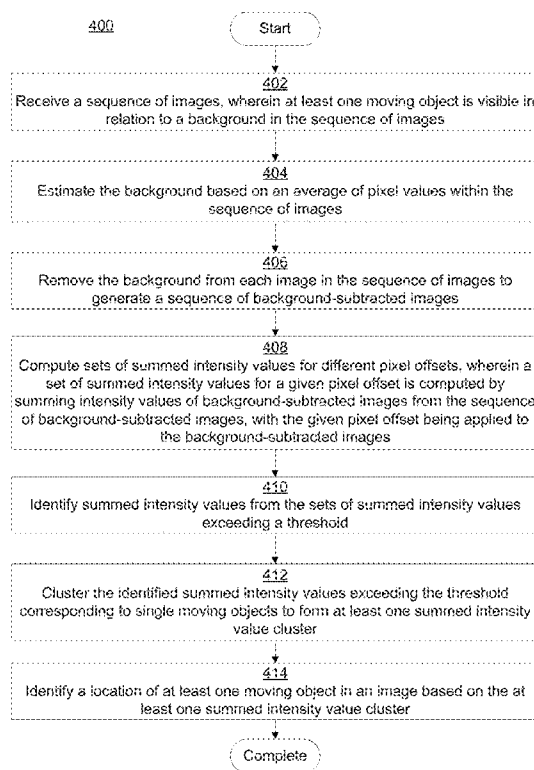 400
Start
402
Receive a sequence of images, wherein at least one moving object is visible in
relation to a background in the sequence of images
404
Estimate the background based on an average of pixel values within the
sequence of images
406
Remove the background from each image in the sequence of images to
generate a sequence of background-subtracted images
408
Compute sets of summed intensity values for different pixel offsets, wherein a
set of summed intensity values for a given pixel offset is computed by
summing intensity values of background-subtracted images from the sequence
of background-subtracted images, with the given pixel offset being applied to
the background-subtracted images
410
Identify summed intensity values from the sets of summed intensity values
exceeding a threshold
412
Cluster the identified summed intensity values exceeding the threshold
corresponding to single moving objects to form at least one summed intensity
value cluster
414
Identify a location of at least one moving object in an image based on the at
least one summed intensity value cluster
Complete